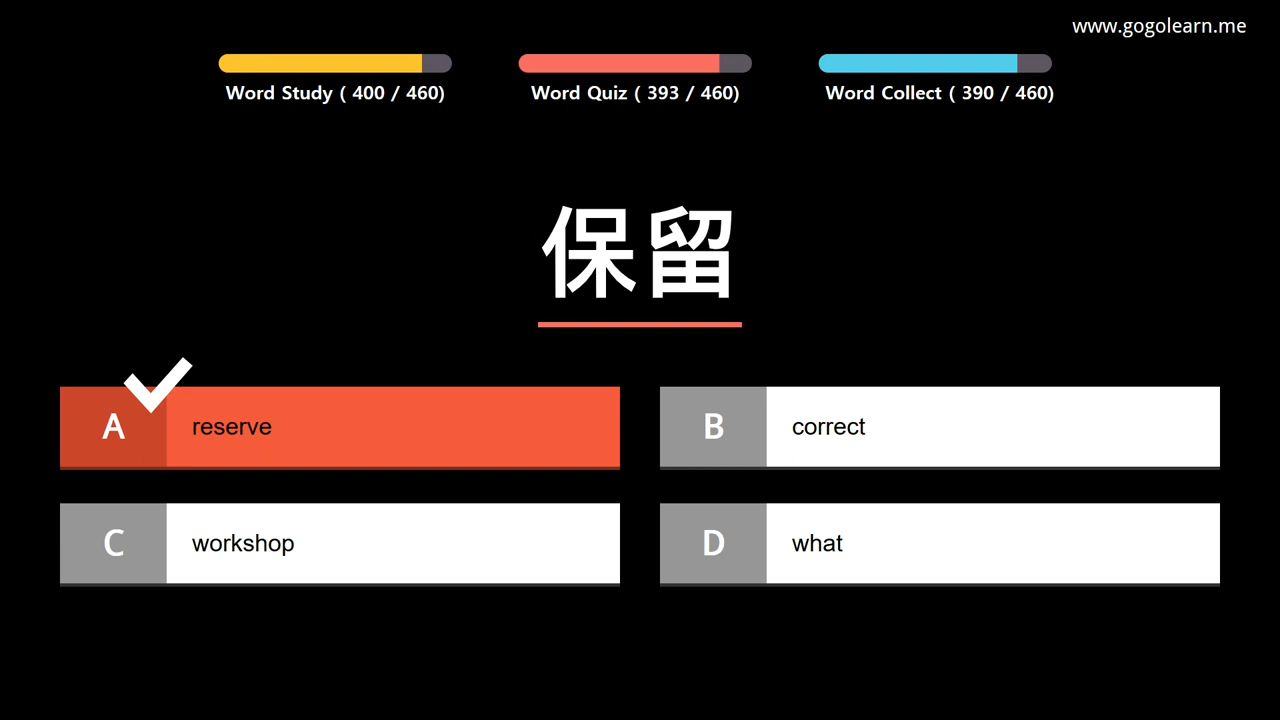 www.gogolearn.me
Word Study ( 400 / 460)
Word Quiz ( 393 / 460)
Word Collect ( 390 / 460)
保留
A reserve
B correct
C workshop
D what